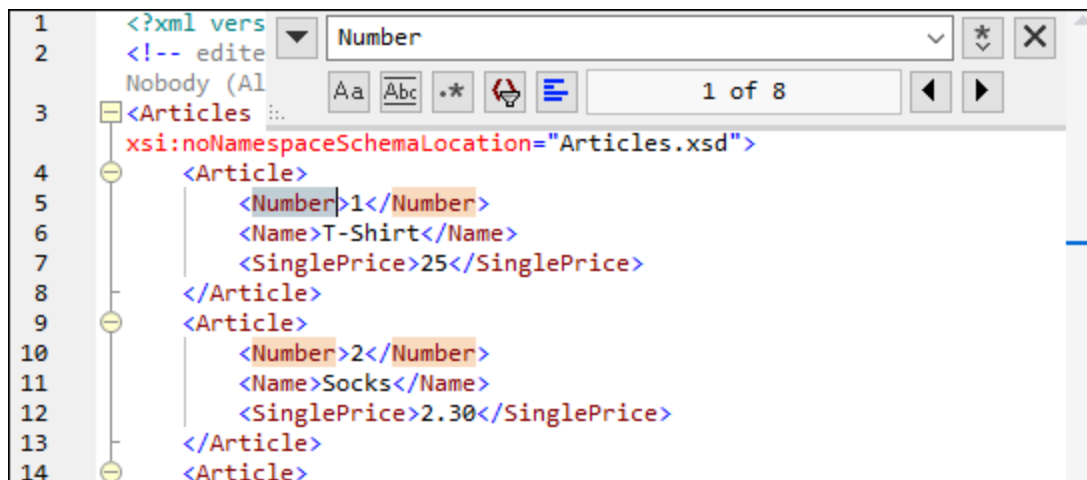 Number
Aa Abc .* 1 of 8
1 <?xml vers
2 <!-- edite
Nobody (Al
3 <Articles
xsi:noNamespaceSchemaLocation="Articles.xsd">
4 <Article>
5 <Number>1</Number>
6 <Name>T-Shirt</Name>
7 <SinglePrice>25</SinglePrice>
8 </Article>
9 <Article>
10 <Number>2</Number>
11 <Name>Socks</Name>
12 <SinglePrice>2.30</SinglePrice>
13 </Article>
14 <Article>